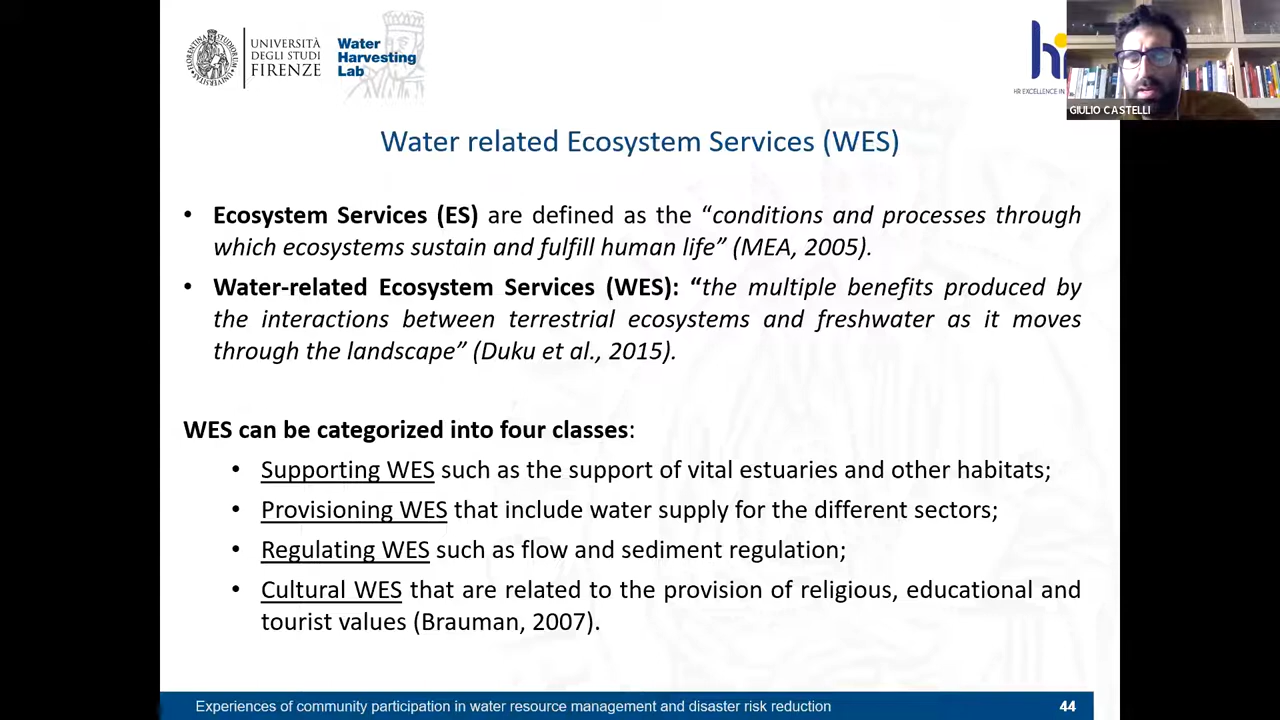 UNIVERSITÀ
DEGLI STUDI
FIRENZE
Water
Harvesting
Lab
HR EXCELLENCE IN
GIULIO CASTELLI
Water related Ecosystem Services (WES)
• Ecosystem Services (ES) are defined as the “conditions and processes through
which ecosystems sustain and fulfill human life” (MEA, 2005).
• Water-related Ecosystem Services (WES): “the multiple benefits produced by
the interactions between terrestrial ecosystems and freshwater as it moves
through the landscape” (Duku et al., 2015).
WES can be categorized into four classes:
• Supporting WES such as the support of vital estuaries and other habitats;
• Provisioning WES that include water supply for the different sectors;
• Regulating WES such as flow and sediment regulation;
• Cultural WES that are related to the provision of religious, educational and
tourist values (Brauman, 2007).
Experiences of community participation in water resource management and disaster risk reduction
44